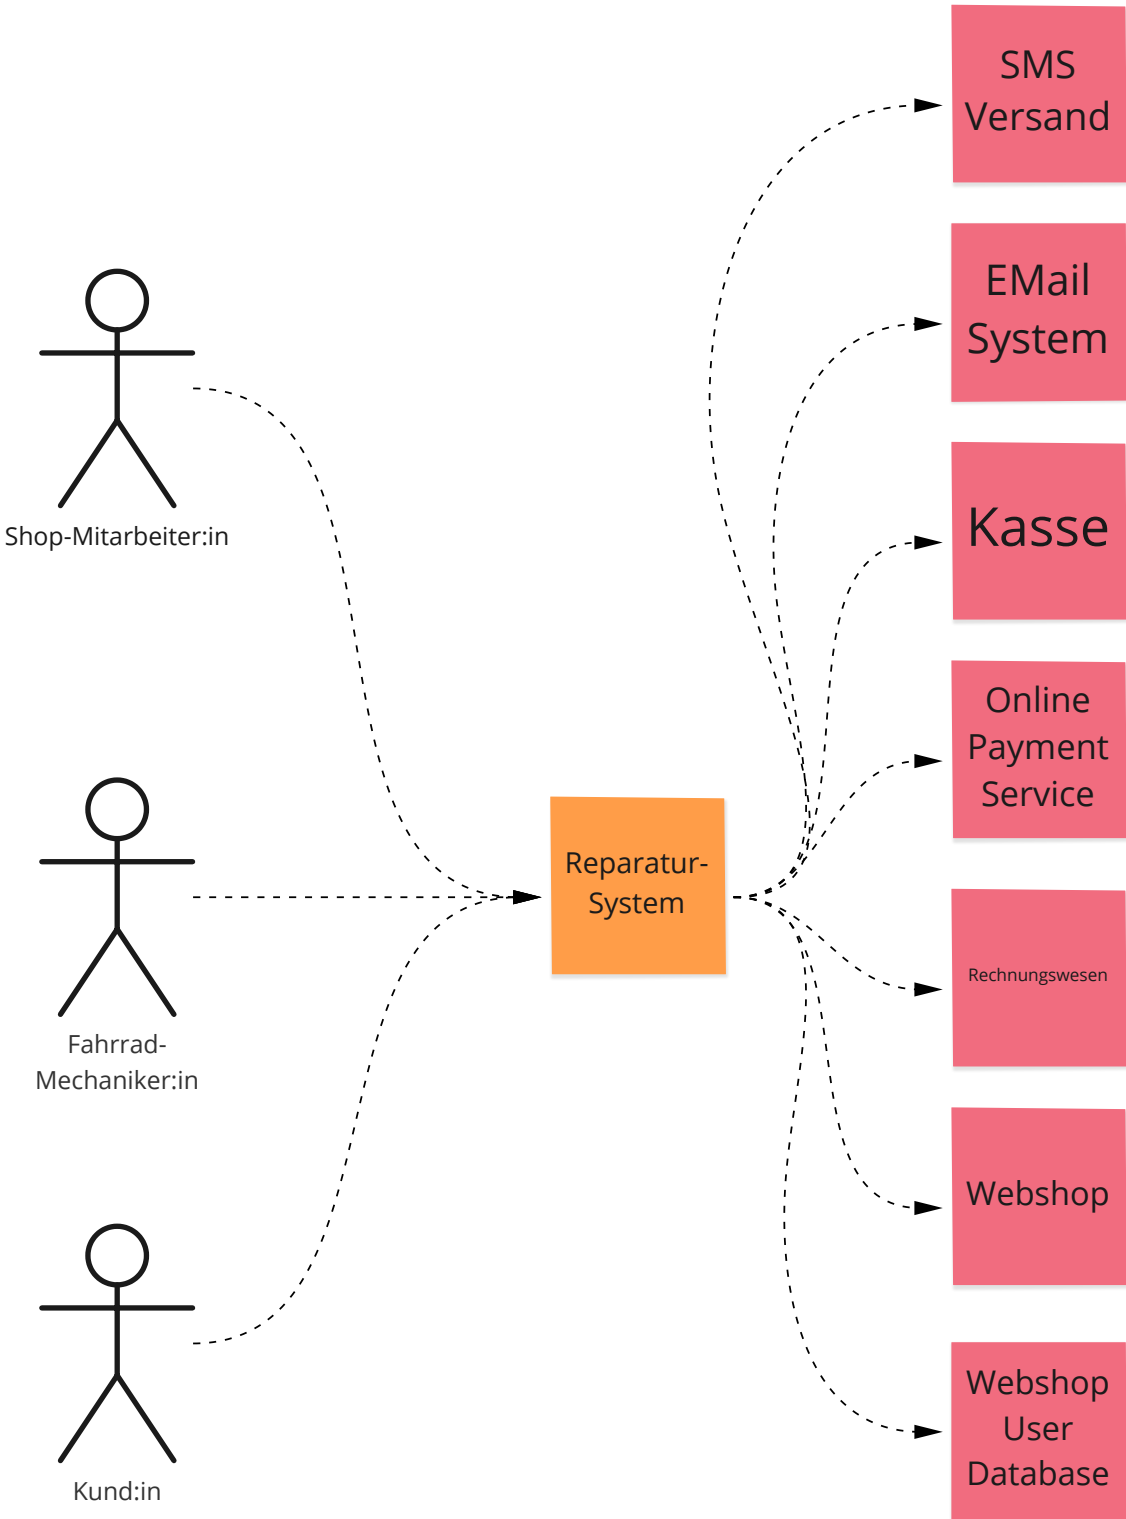 SMS
Versand
EMail
System
Shop-Mitarbeiter:in
Kasse
Online
Payment
Service
Reparatur-
System
Fahrrad-
Mechaniker:in
Rechnungswesen
Webshop
Kund:in
Webshop
User
Database